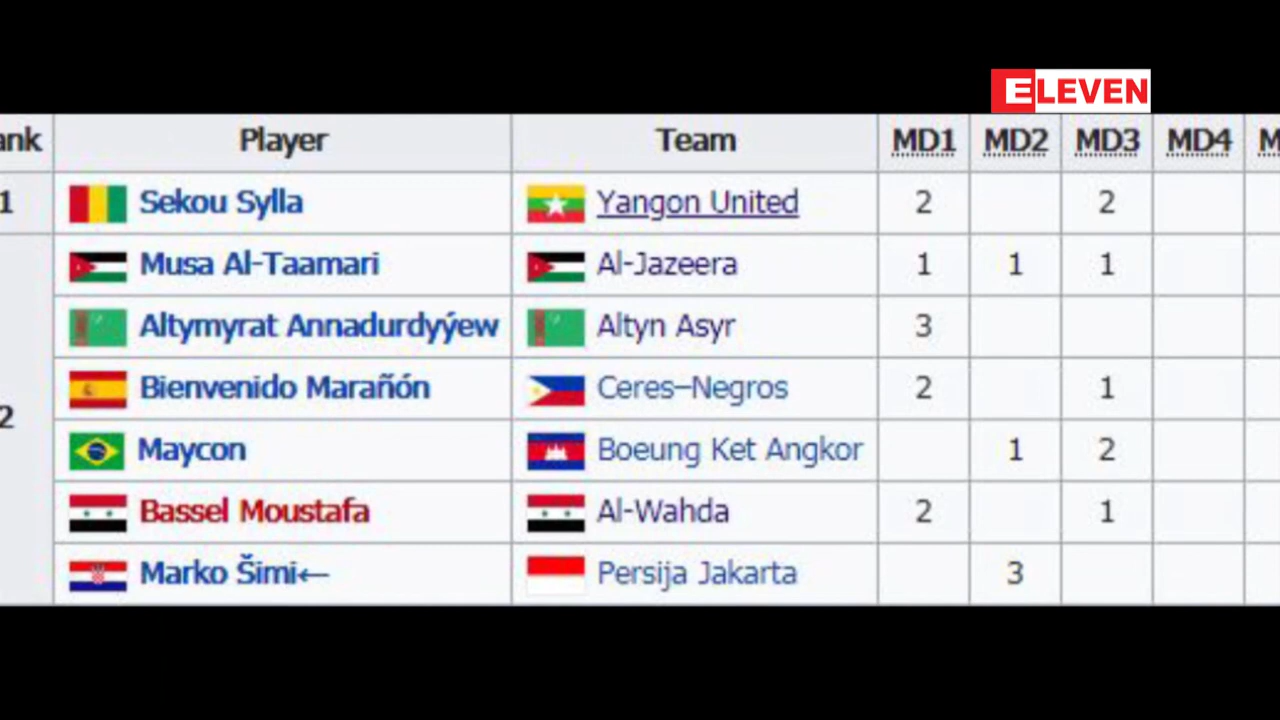 ELEVEN
ank Player Team MD1 MD2 MD3 MD4 M
1 Sekou Sylla Yangon United 2 2
Musa Al-Taamari Al-Jazeera 1 1 1
Altymyrat Annadurdyýew Altyn Asyr 3
Bienvenido Marañón Ceres–Negros 2 1
2
Maycon Boeung Ket Angkor 1 2
Bassel Moustafa Al-Wahda 2 1
Marko Šimi← Persija Jakarta 3